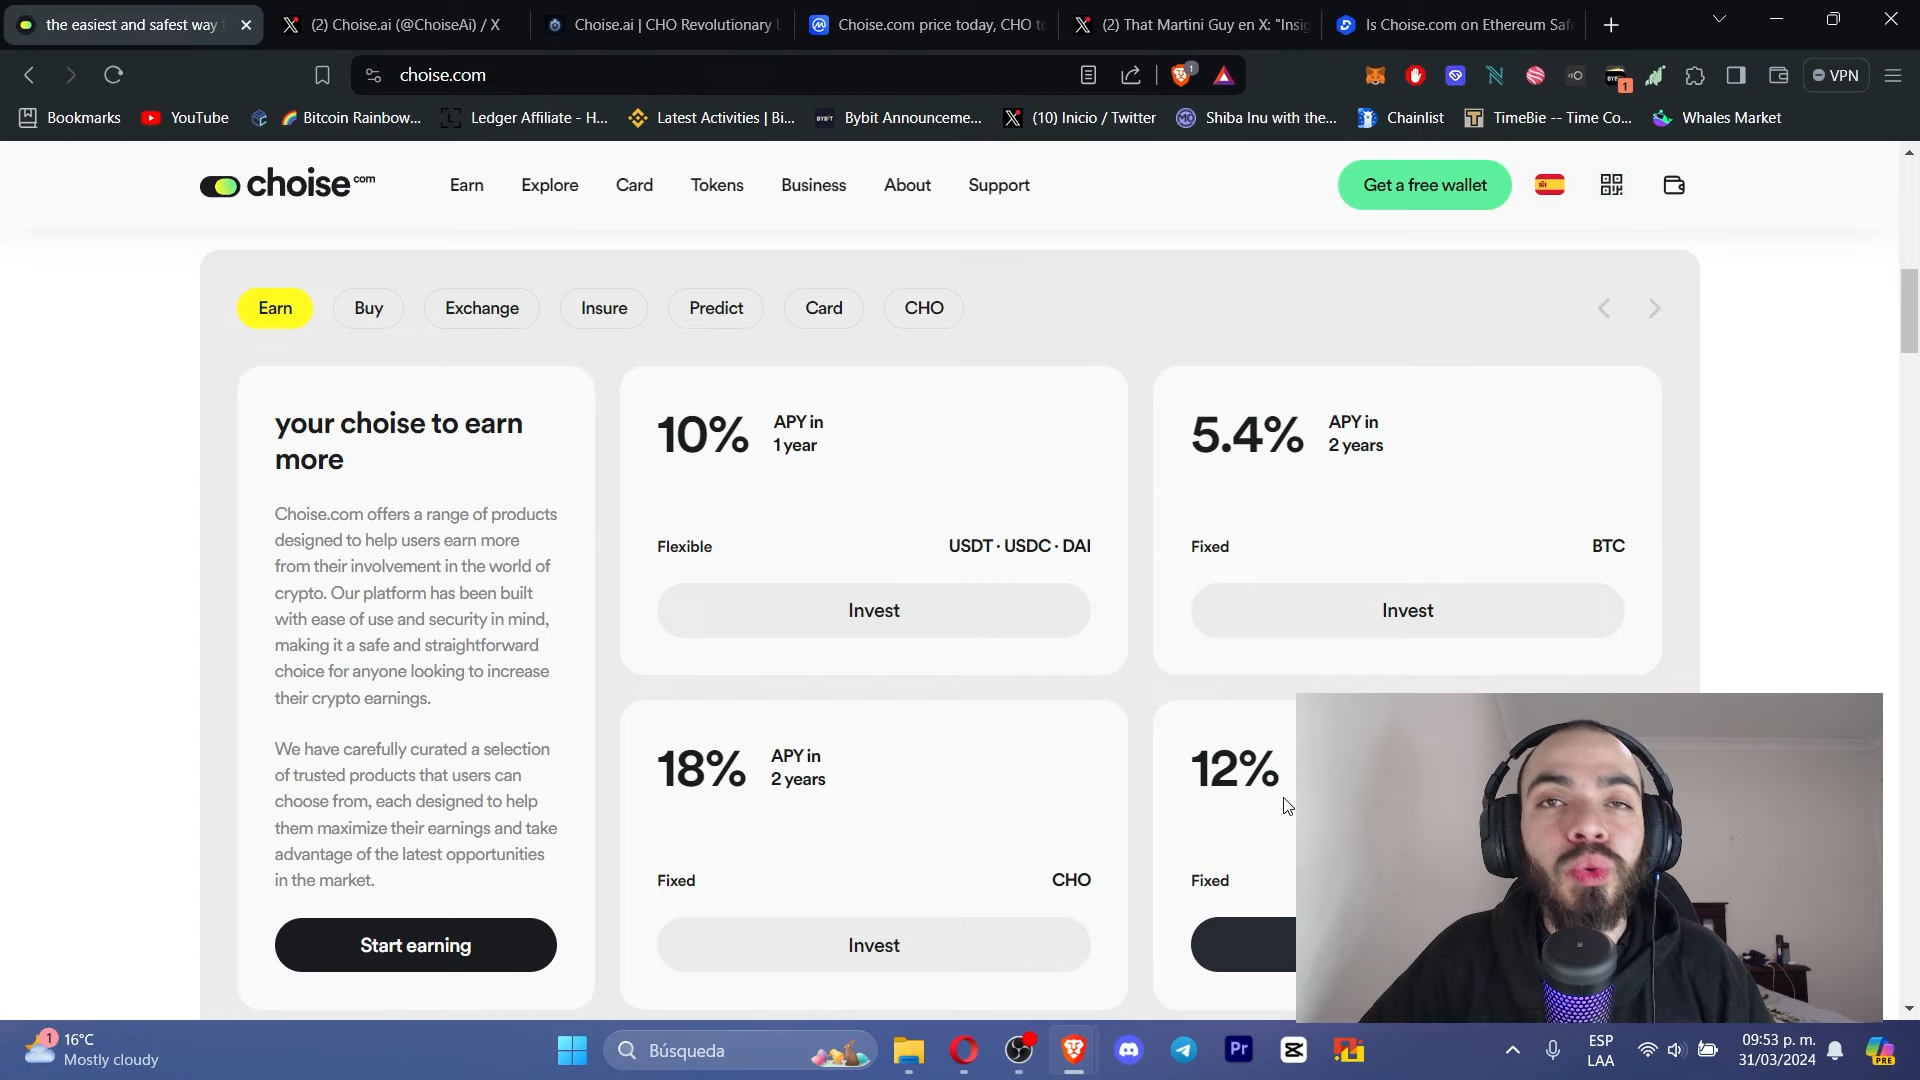 the easiest and safest way
(2) Choise.ai (@ChoiseAi) / X
Choise.ai | CHO Revolutionary
Choise.com price today, CHO to
(2) That Martini Guy en X: "Insig
Is Choise.com on Ethereum Saf
choise.com
1
BYBIT
1
VPN
Bookmarks
YouTube
Bitcoin Rainbow...
Ledger Affiliate - H...
Latest Activities | Bi...
BYBIT
Bybit Announceme...
(10) Inicio / Twitter
Shiba Inu with the...
Chainlist
TimeBie -- Time Co...
Whales Market
choise.com
Earn
Explore
Card
Tokens
Business
About
Support
Get a free wallet
Earn
Buy
Exchange
Insure
Predict
Card
CHO
your choise to earn
more
Choise.com offers a range of products
designed to help users earn more
from their involvement in the world of
crypto. Our platform has been built
with ease of use and security in mind,
making it a safe and straightforward
choice for anyone looking to increase
their crypto earnings.
We have carefully curated a selection
of trusted products that users can
choose from, each designed to help
them maximize their earnings and take
advantage of the latest opportunities
in the market.
Start earning
10%
APY in
1 year
Flexible
USDT · USDC · DAI
Invest
5.4%
APY in
2 years
Fixed
BTC
Invest
18%
APY in
2 years
Fixed
CHO
Invest
12%
Fixed
1
16°C
Mostly cloudy
Búsqueda
Pr
ESP
LAA
09:53 p. m.
31/03/2024
PRE